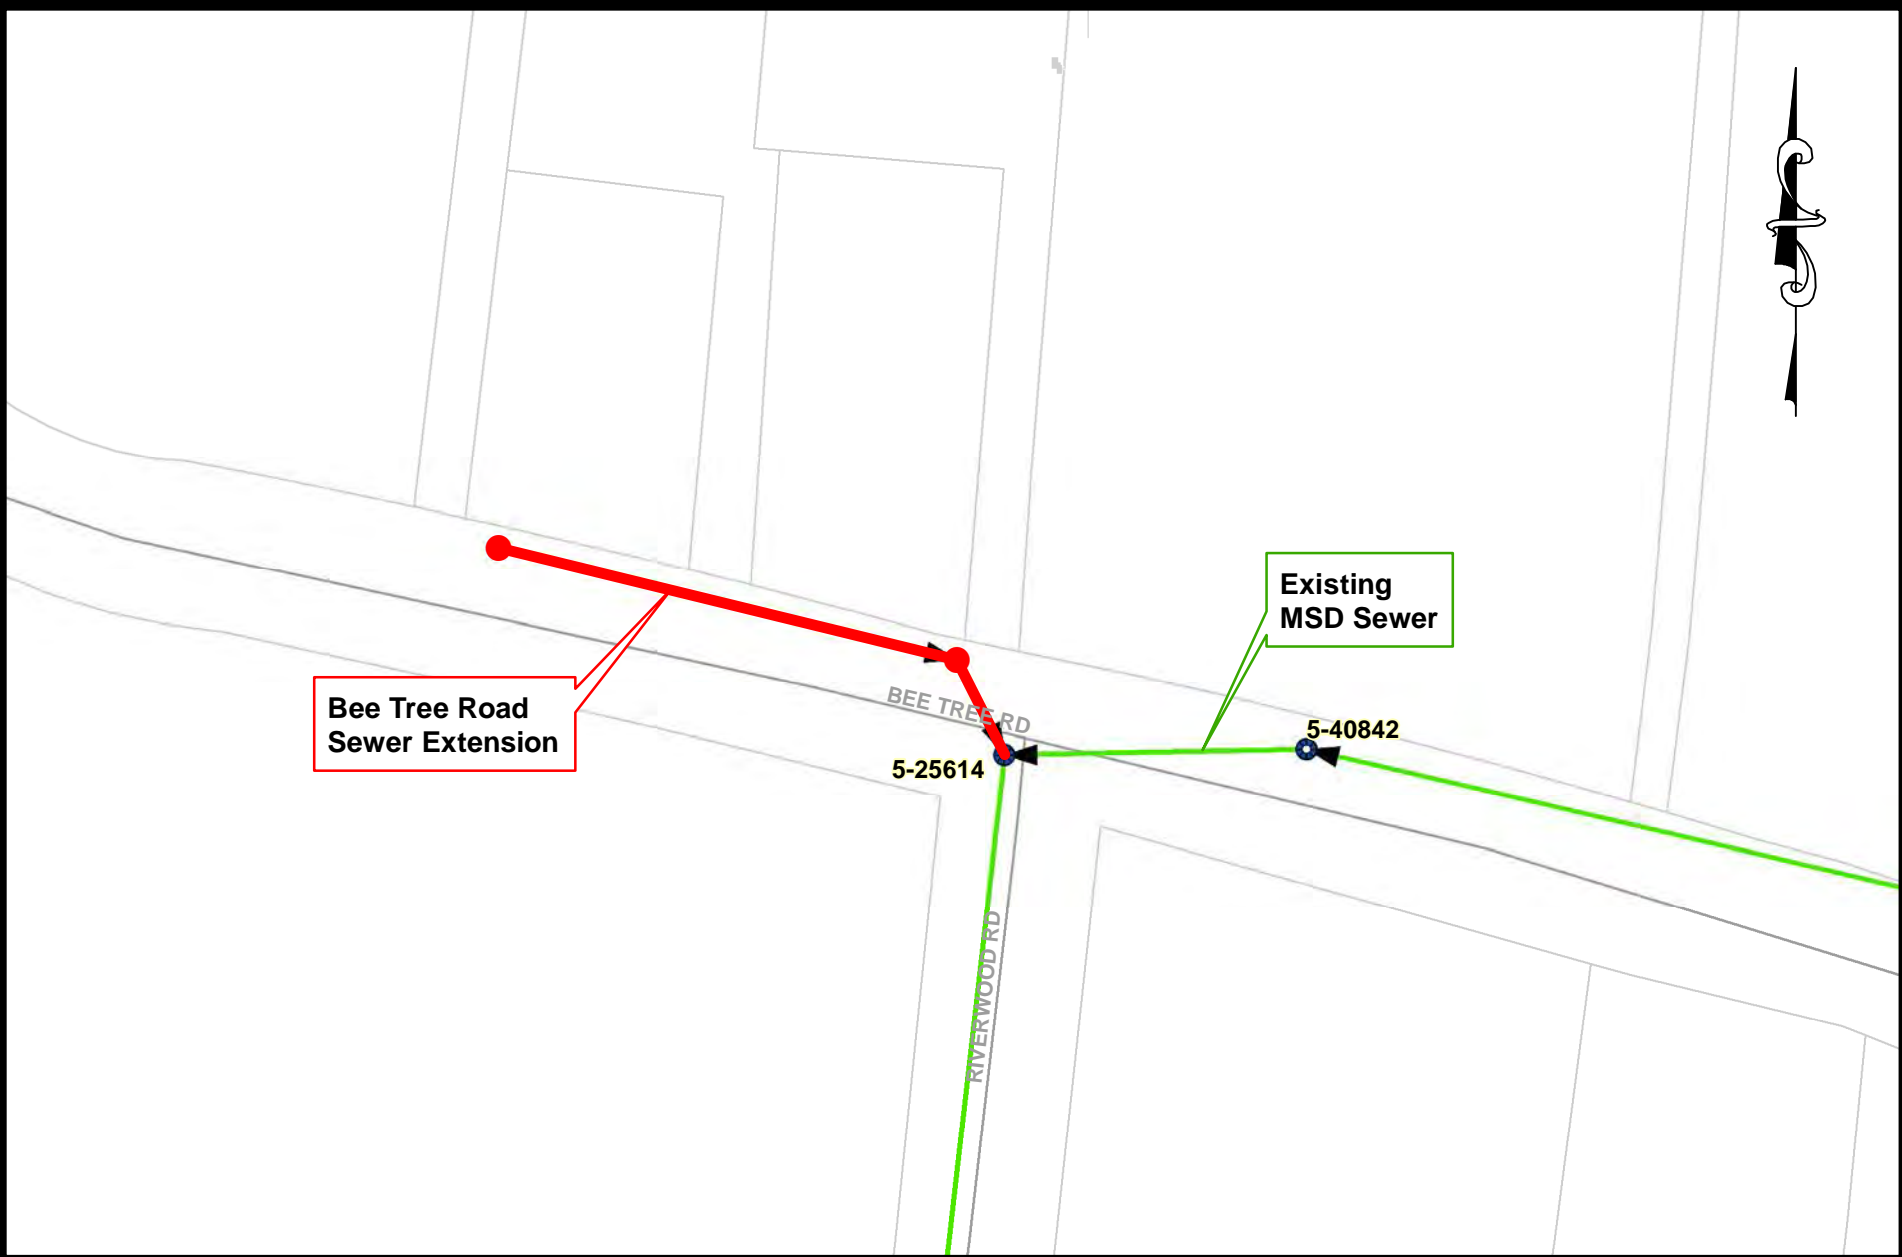 Existing
MSD Sewer
Bee Tree Road
Sewer Extension
BEE TREE RD
5-40842
5-25614
RIVERWOOD RD